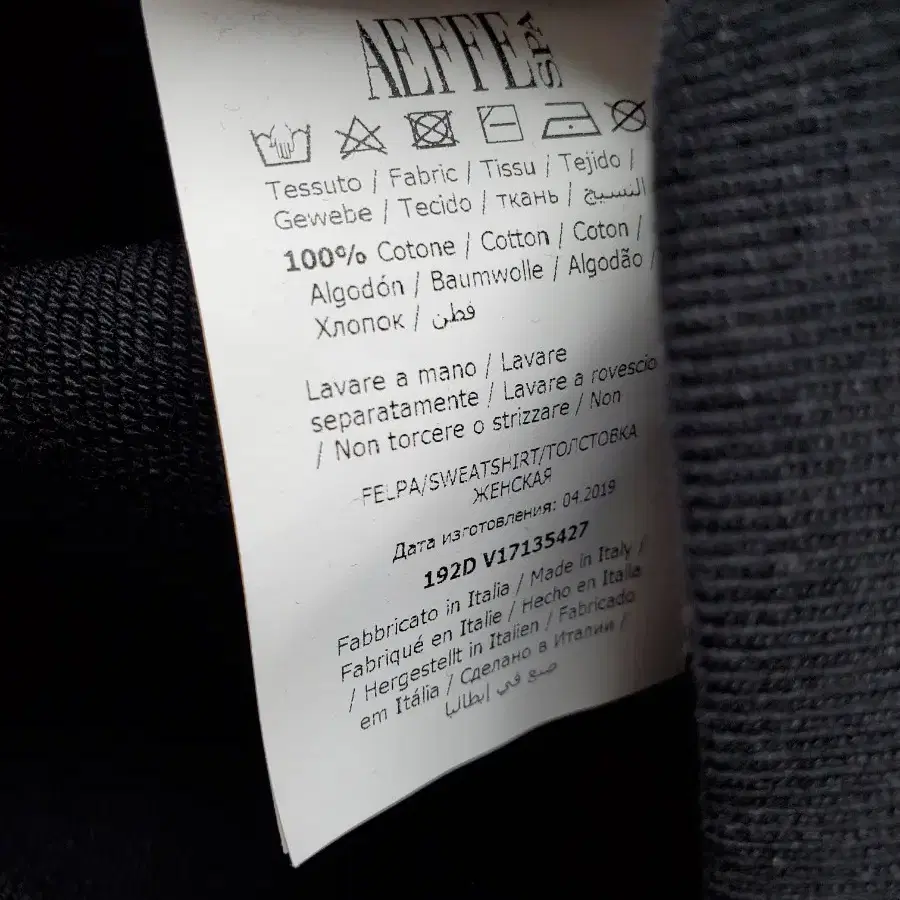 AEFFE SPA
Tessuto / Fabric / Tissu / Tejido /
Gewebe / Tecido / ткань / النسيج
100% Cotone / Cotton / Coton /
Algodón / Baumwolle / Algodão /
Хлопок / قطن
Lavare a mano / Lavare
separatamente / Lavare a rovescio
/ Non torcere o strizzare / Non
FELPA/SWEATSHIRT/ТОЛСТОВКА
ЖЕНСКАЯ
Дата изготовления: 04.2019
192D V17135427
Fabbricato in Italia / Made in Italy /
Fabriqué en Italie / Hecho en Italia
/ Hergestellt in Italien / Fabricado
em Itália / Сделано в Италии /
صنع في إيطاليا